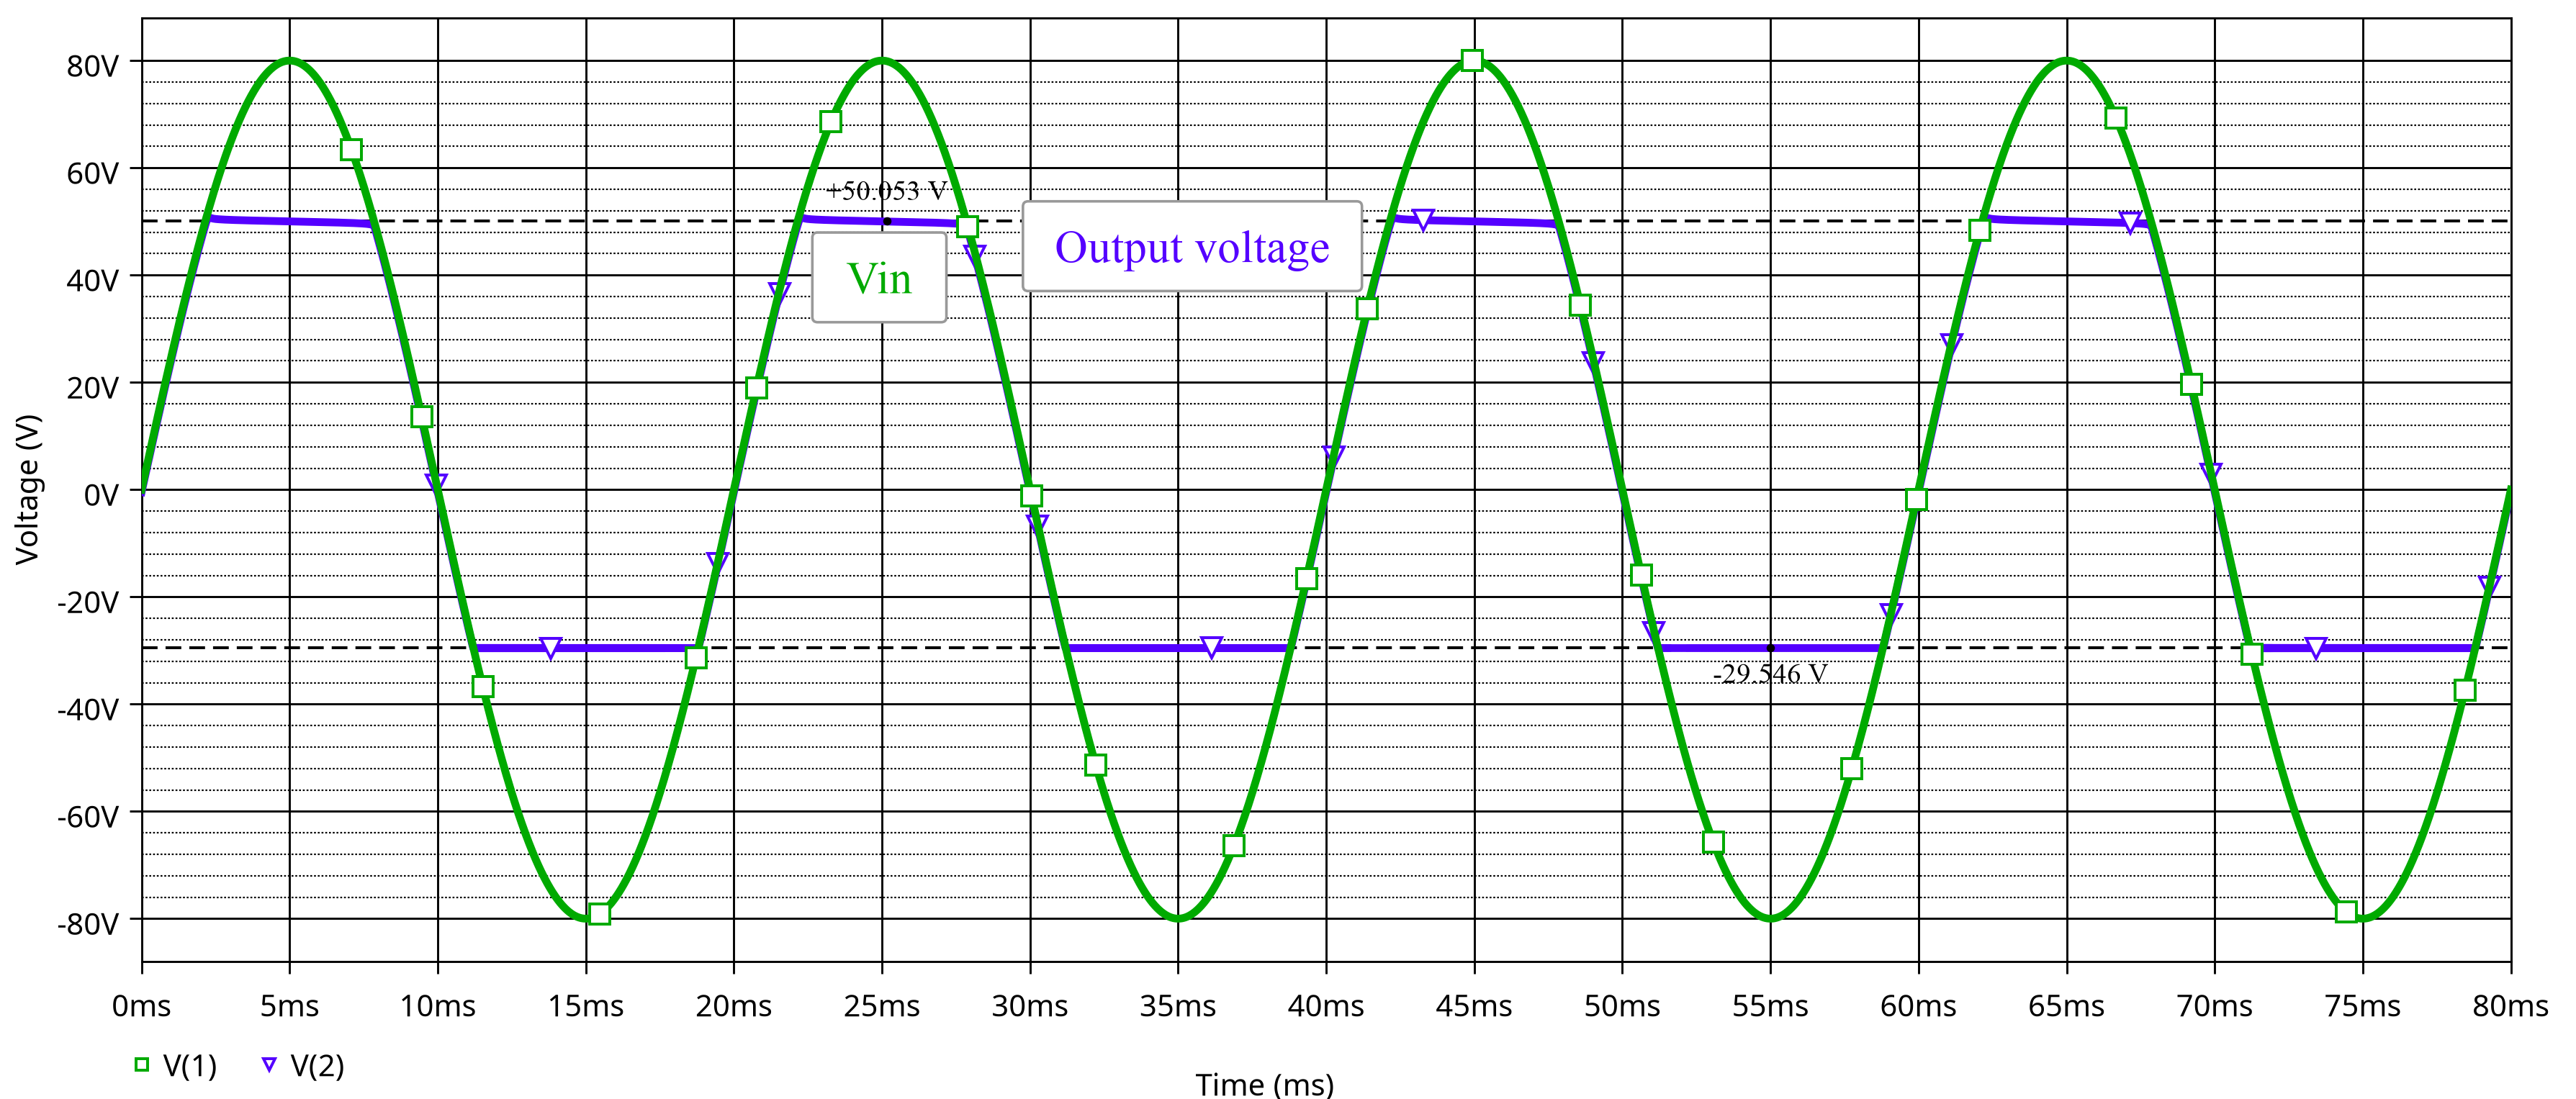 80V
60V
+50.053 V
Output voltage
Vin
40V
20V
0V
-20V
-29.546 V
-40V
-60V
-80V
Voltage (V)
0ms 5ms 10ms 15ms 20ms 25ms 30ms 35ms 40ms 45ms 50ms 55ms 60ms 65ms 70ms 75ms 80ms
V(1) V(2)
Time (ms)